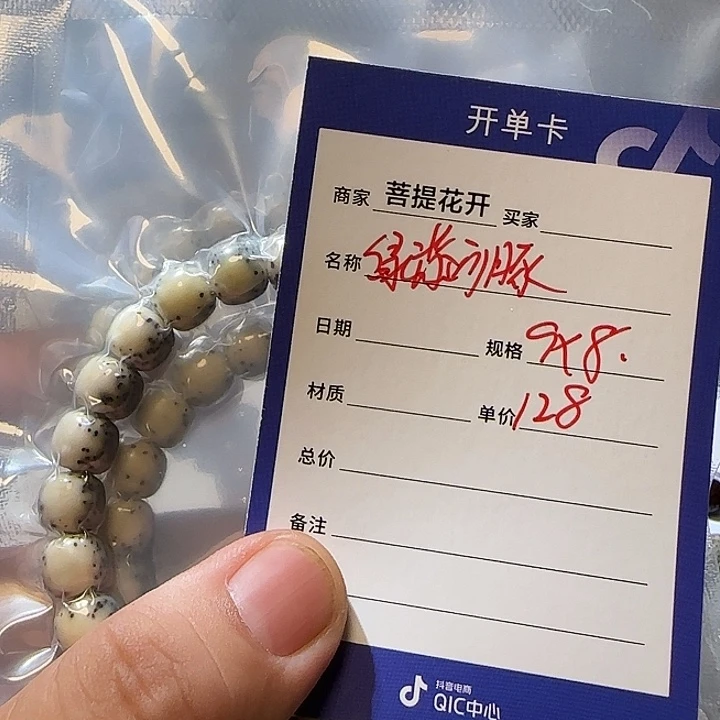 开单卡
商家 菩提花开 买家
名称
日期 规格 9x8.
材质 单价 128
总价
备注
抖音电商
QIC中心